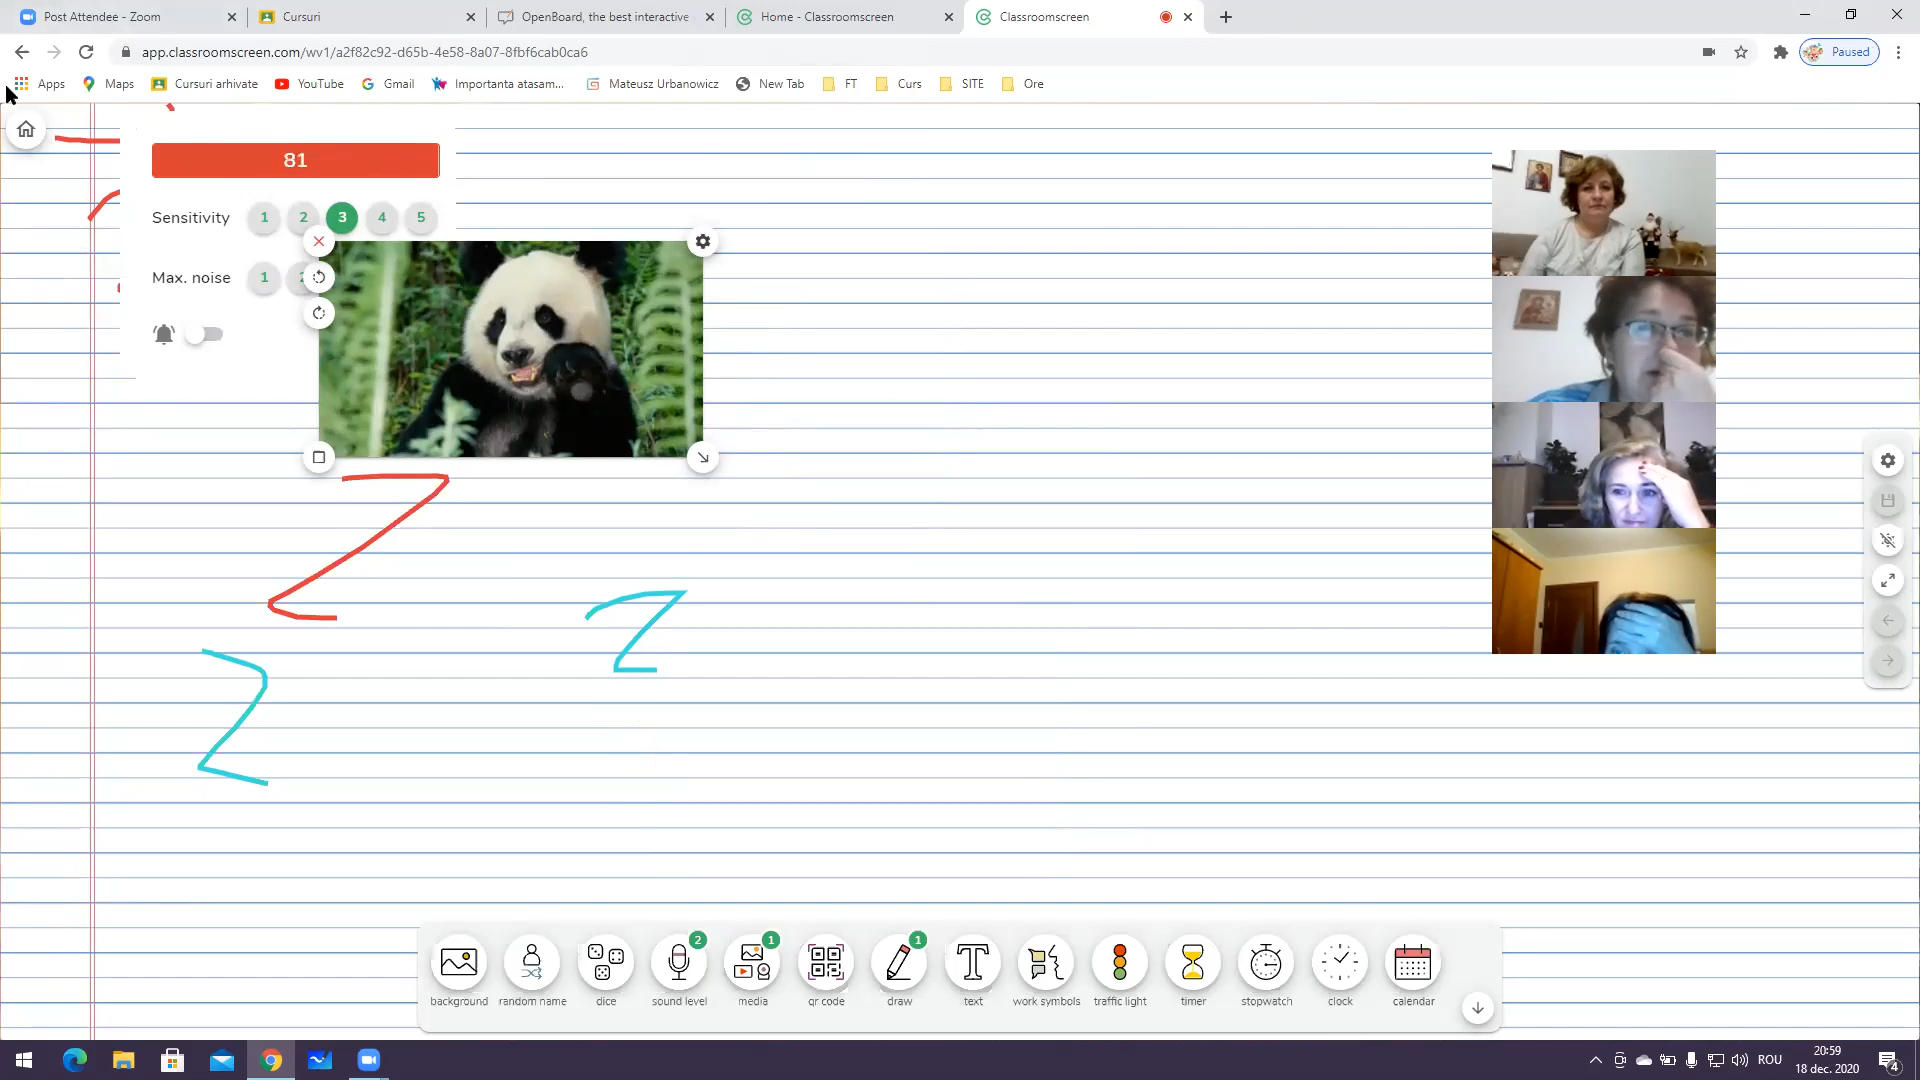 Post Attendee - Zoom
Cursuri
OpenBoard, the best interactive
Home - Classroomscreen
Classroomscreen
app.classroomscreen.com/wv1/a2f82c92-d65b-4e58-8a07-8fbf6cab0ca6
Paused
Apps
Maps
Cursuri arhivate
YouTube
Gmail
Importanta atasam...
Mateusz Urbanowicz
New Tab
FT
Curs
SITE
Ore
81
Sensitivity 1 2 3 4 5
Max. noise 1 2
2 1 1
background random name dice sound level media qr code draw text work symbols traffic light timer stopwatch clock calendar
ROU
20:59
18 dec. 2020
4